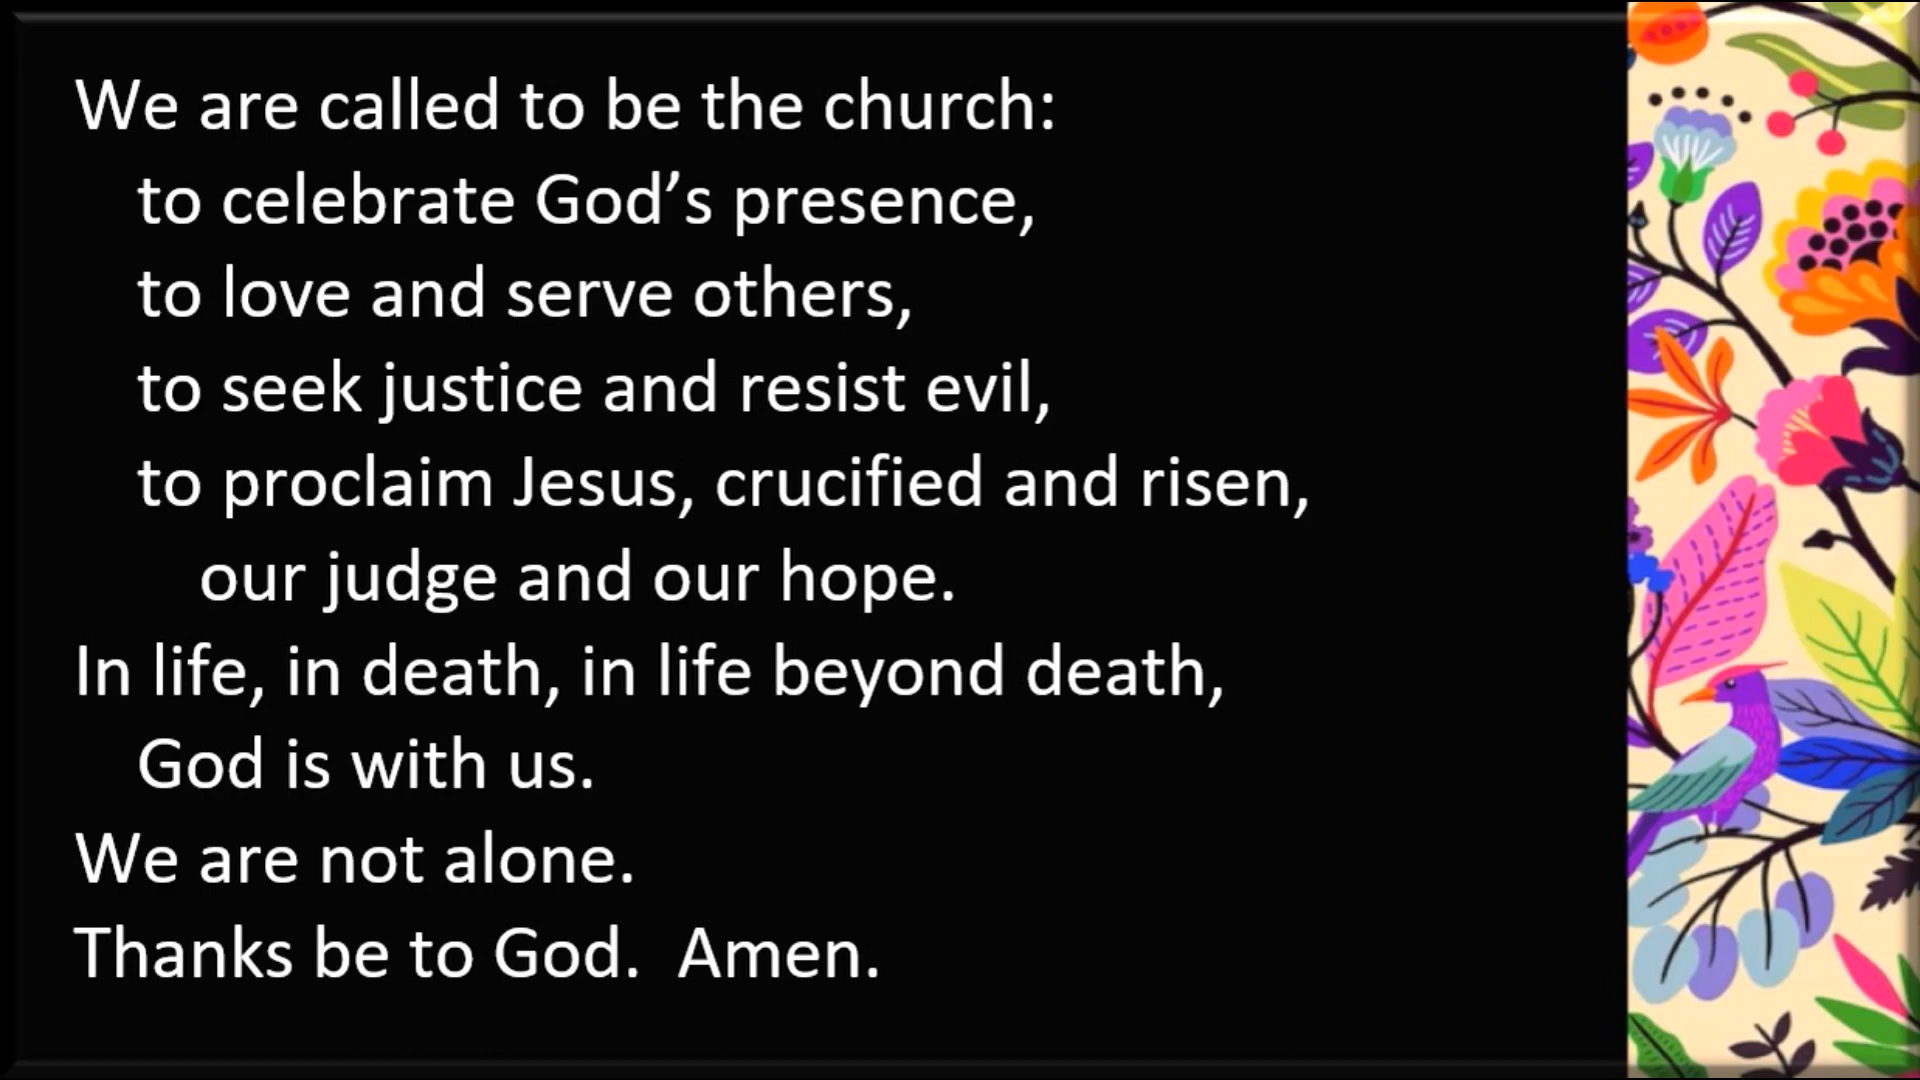 We are called to be the church:
to celebrate God’s presence,
to love and serve others,
to seek justice and resist evil,
to proclaim Jesus, crucified and risen,
our judge and our hope.
In life, in death, in life beyond death,
God is with us.
We are not alone.
Thanks be to God.  Amen.